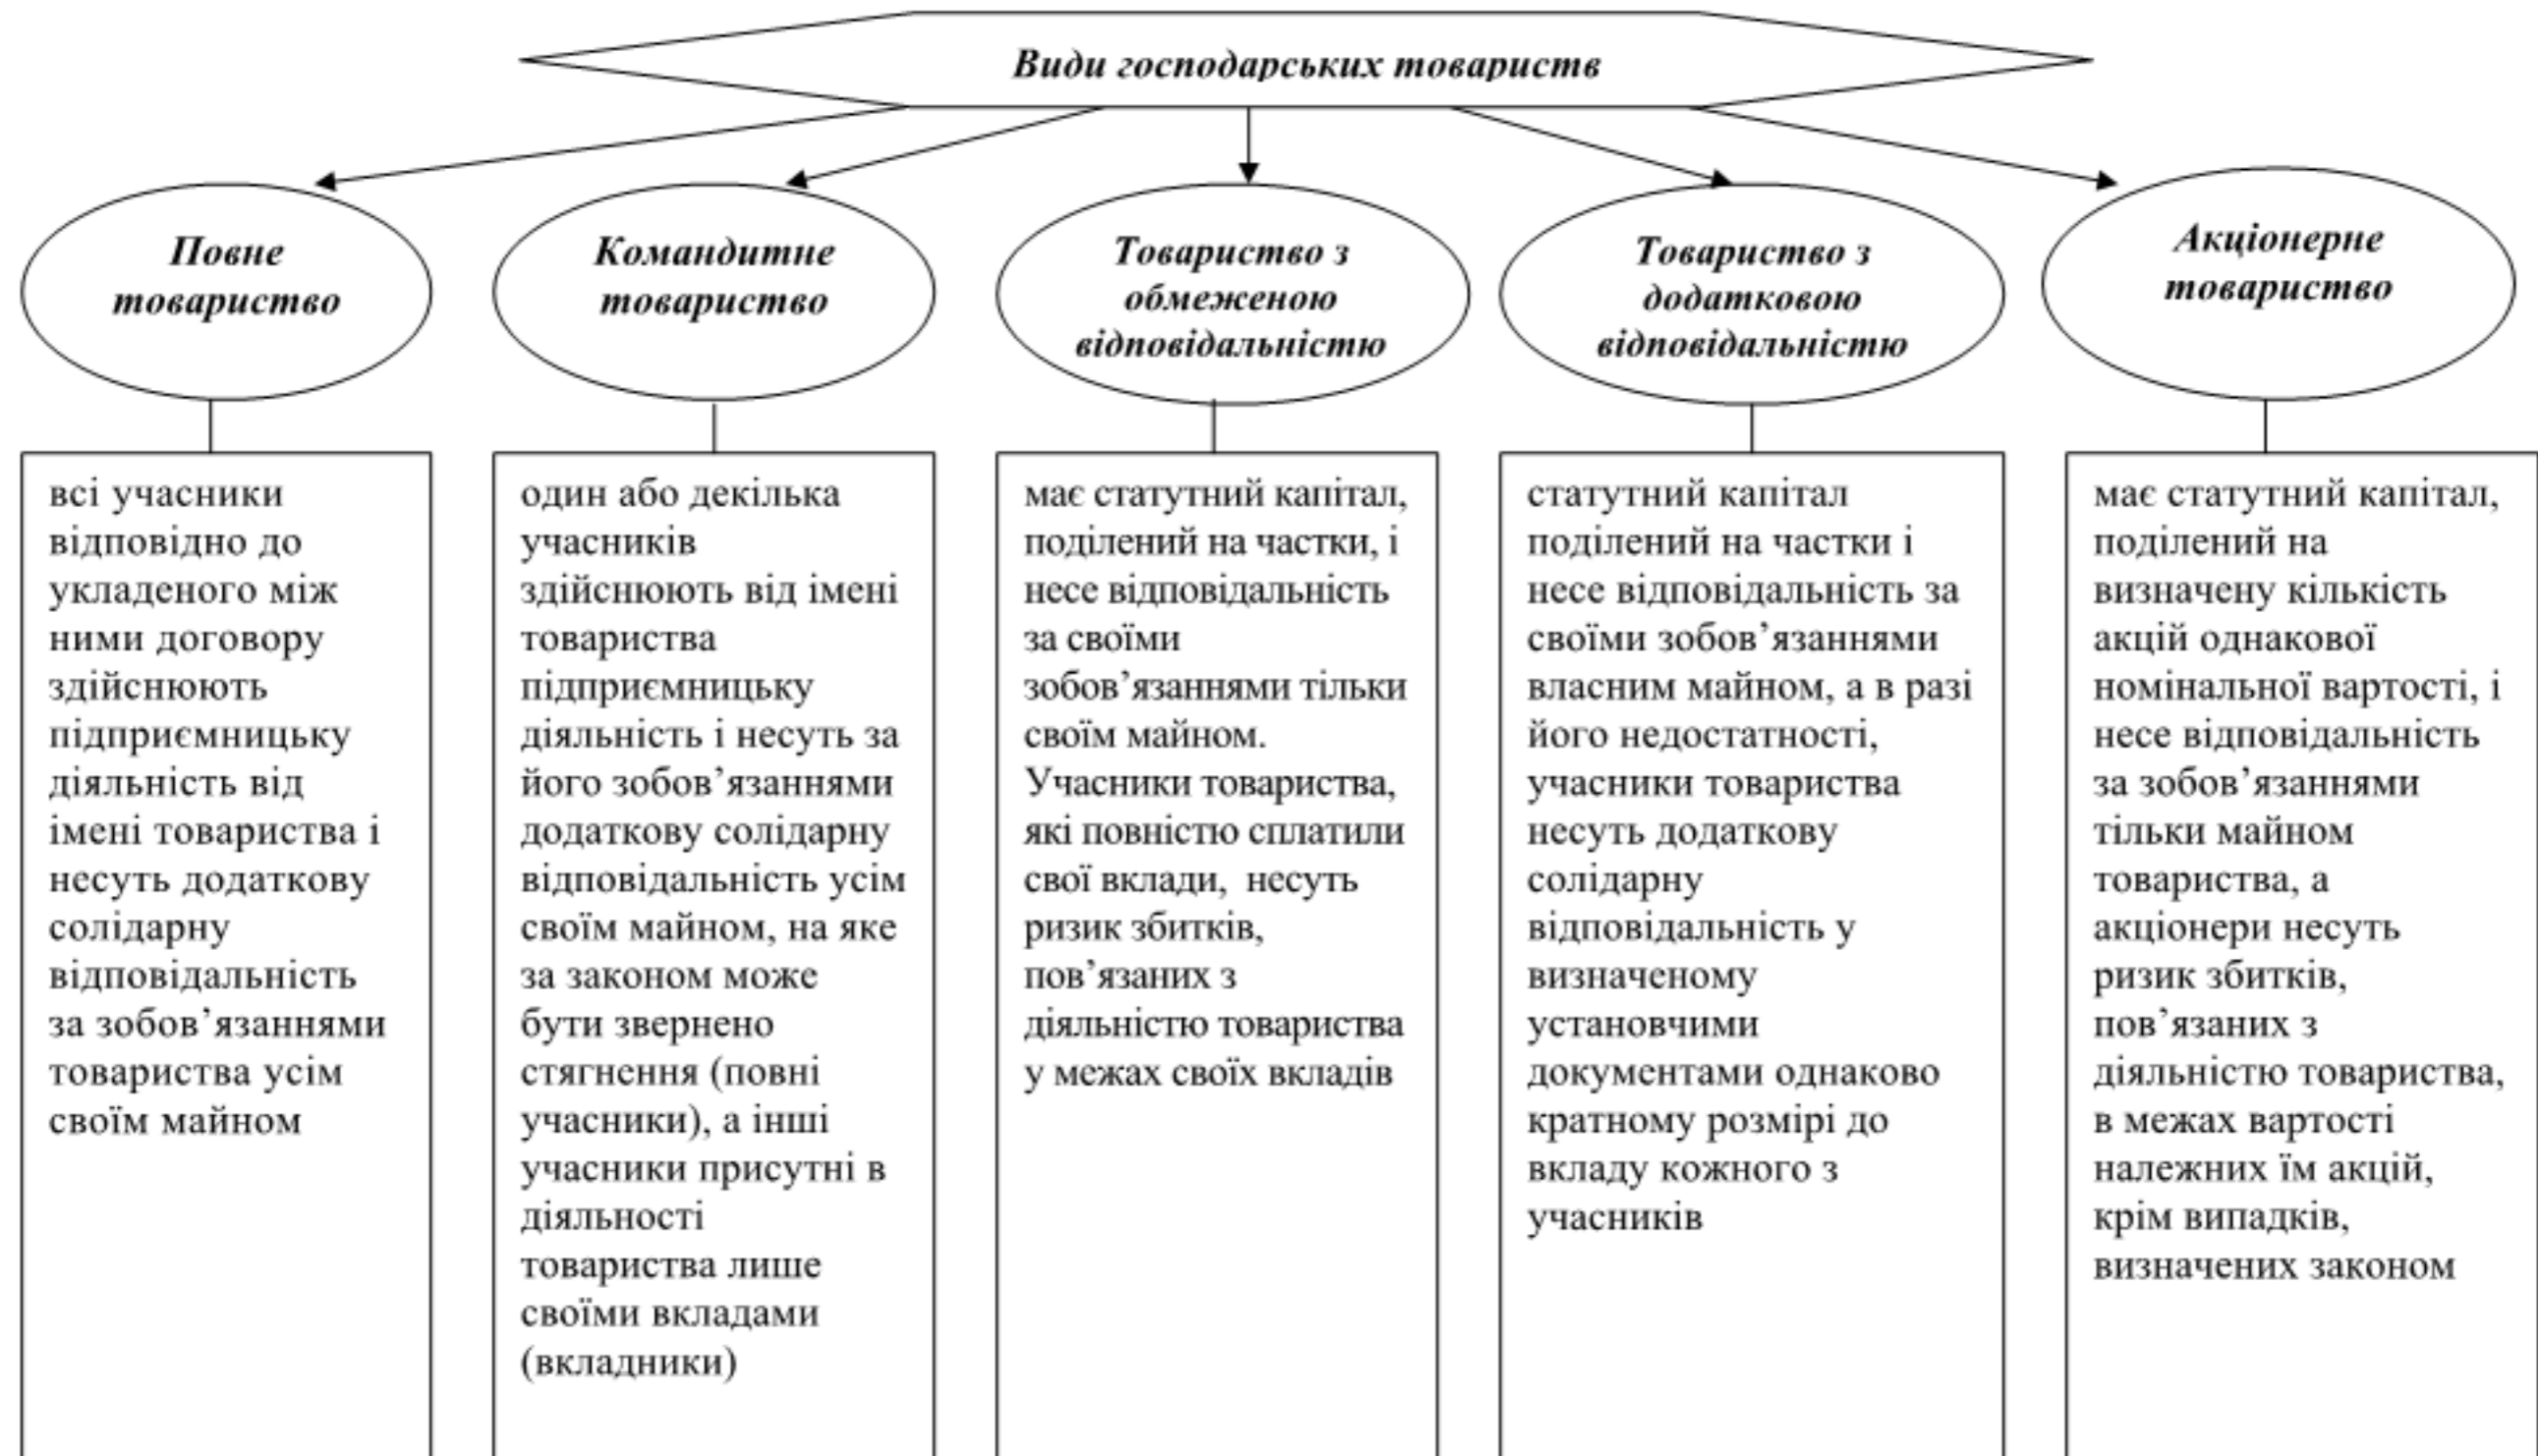 Види господарських товариств
Повне
товариство
Командитне
товариство
Товариство з
обмеженою
відповідальністю
Товариство з
додатковою
відповідальністю
Акціонерне
товариство
всі учасники
відповідно до
укладеного між
ними договору
здійснюють
підприємницьку
діяльність від
імені товариства і
несуть додаткову
солідарну
відповідальність
за зобов’язаннями
товариства усім
своїм майном
один або декілька
учасників
здійснюють від імені
товариства
підприємницьку
діяльність і несуть за
його зобов’язаннями
додаткову солідарну
відповідальність усім
своїм майном, на яке
за законом може
бути звернено
стягнення (повні
учасники), а інші
учасники присутні в
діяльності
товариства лише
своїми вкладами
(вкладники)
має статутний капітал,
поділений на частки, і
несе відповідальність
за своїми
зобов’язаннями тільки
своїм майном.
Учасники товариства,
які повністю сплатили
свої вклади, несуть
ризик збитків,
пов’язаних з
діяльністю товариства
у межах своїх вкладів
статутний капітал
поділений на частки і
несе відповідальність за
своїми зобов’язаннями
власним майном, а в разі
його недостатності,
учасники товариства
несуть додаткову
солідарну
відповідальність у
визначеному
установчими
документами однаково
кратному розмірі до
вкладу кожного з
учасників
має статутний капітал,
поділений на
визначену кількість
акцій однакової
номінальної вартості, і
несе відповідальність
за зобов’язаннями
тільки майном
товариства, а
акціонери несуть
ризик збитків,
пов’язаних з
діяльністю товариства,
в межах вартості
належних їм акцій,
крім випадків,
визначених законом